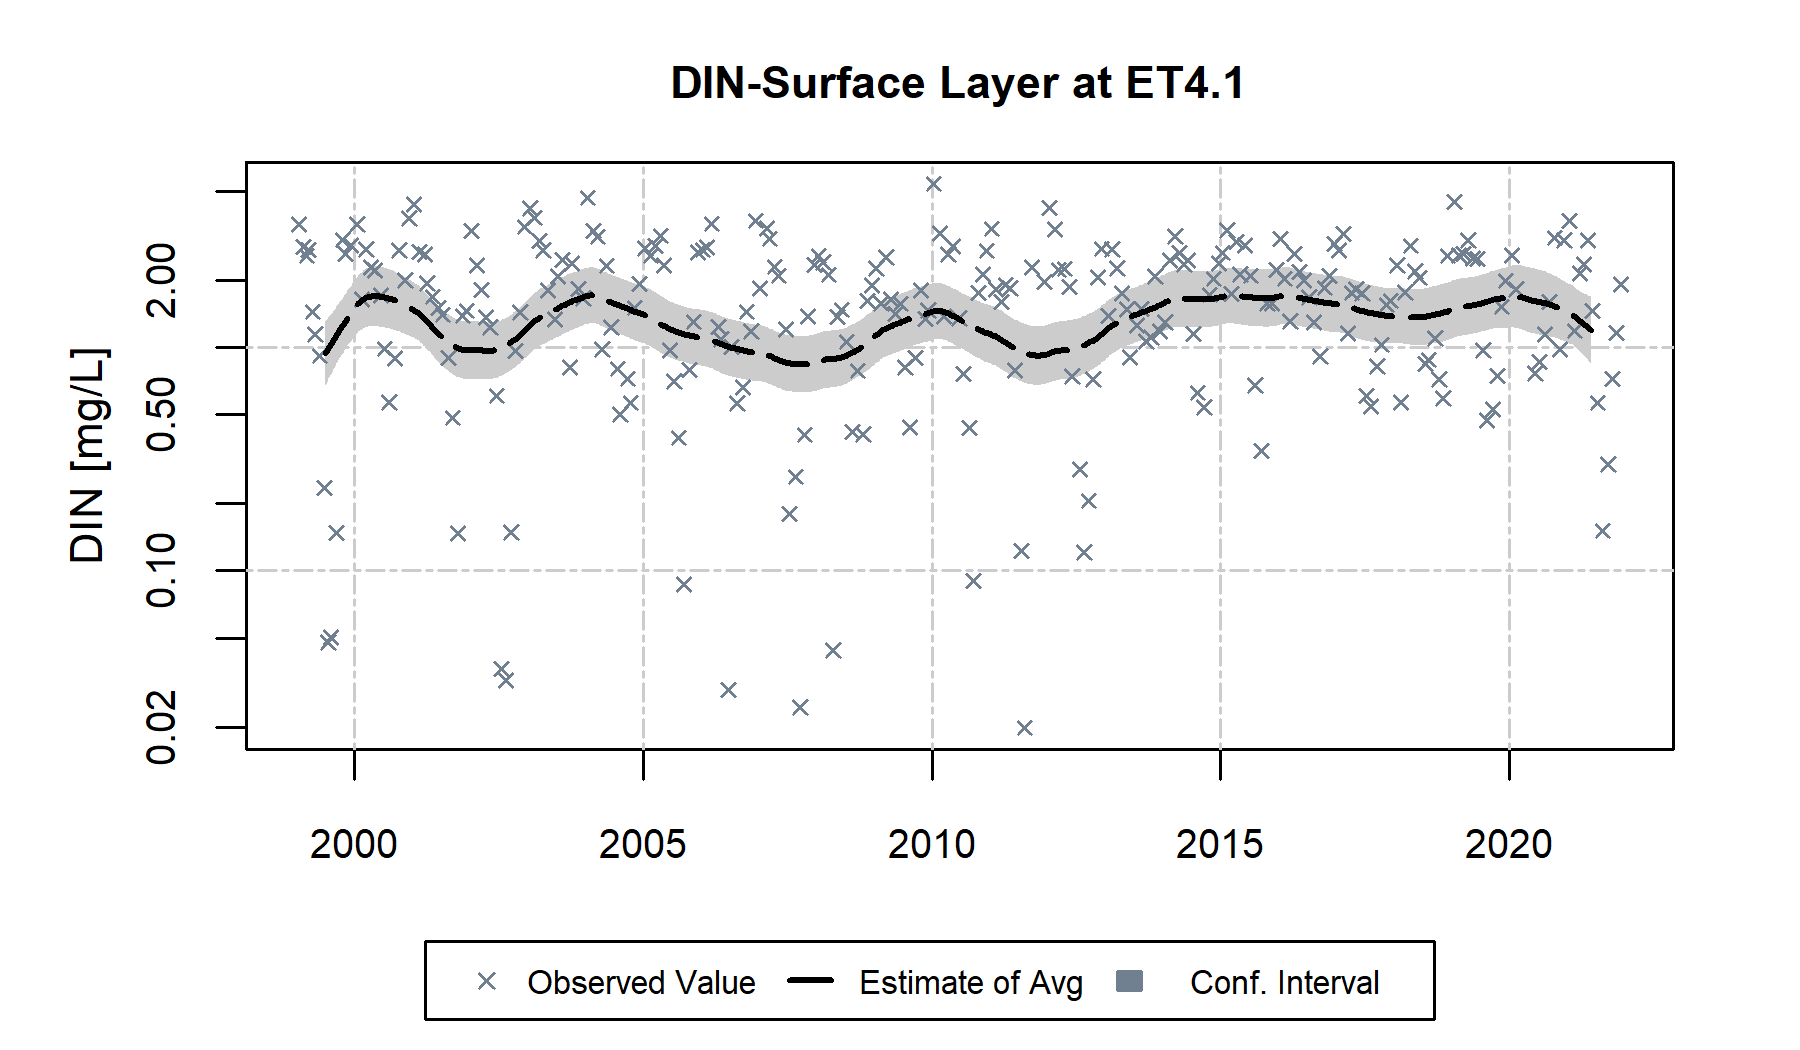 DIN-Surface Layer at ET4.1
DIN [mg/L]
2.00
0.50
0.10
0.02
2000 2005 2010 2015 2020
Observed Value Estimate of Avg Conf. Interval